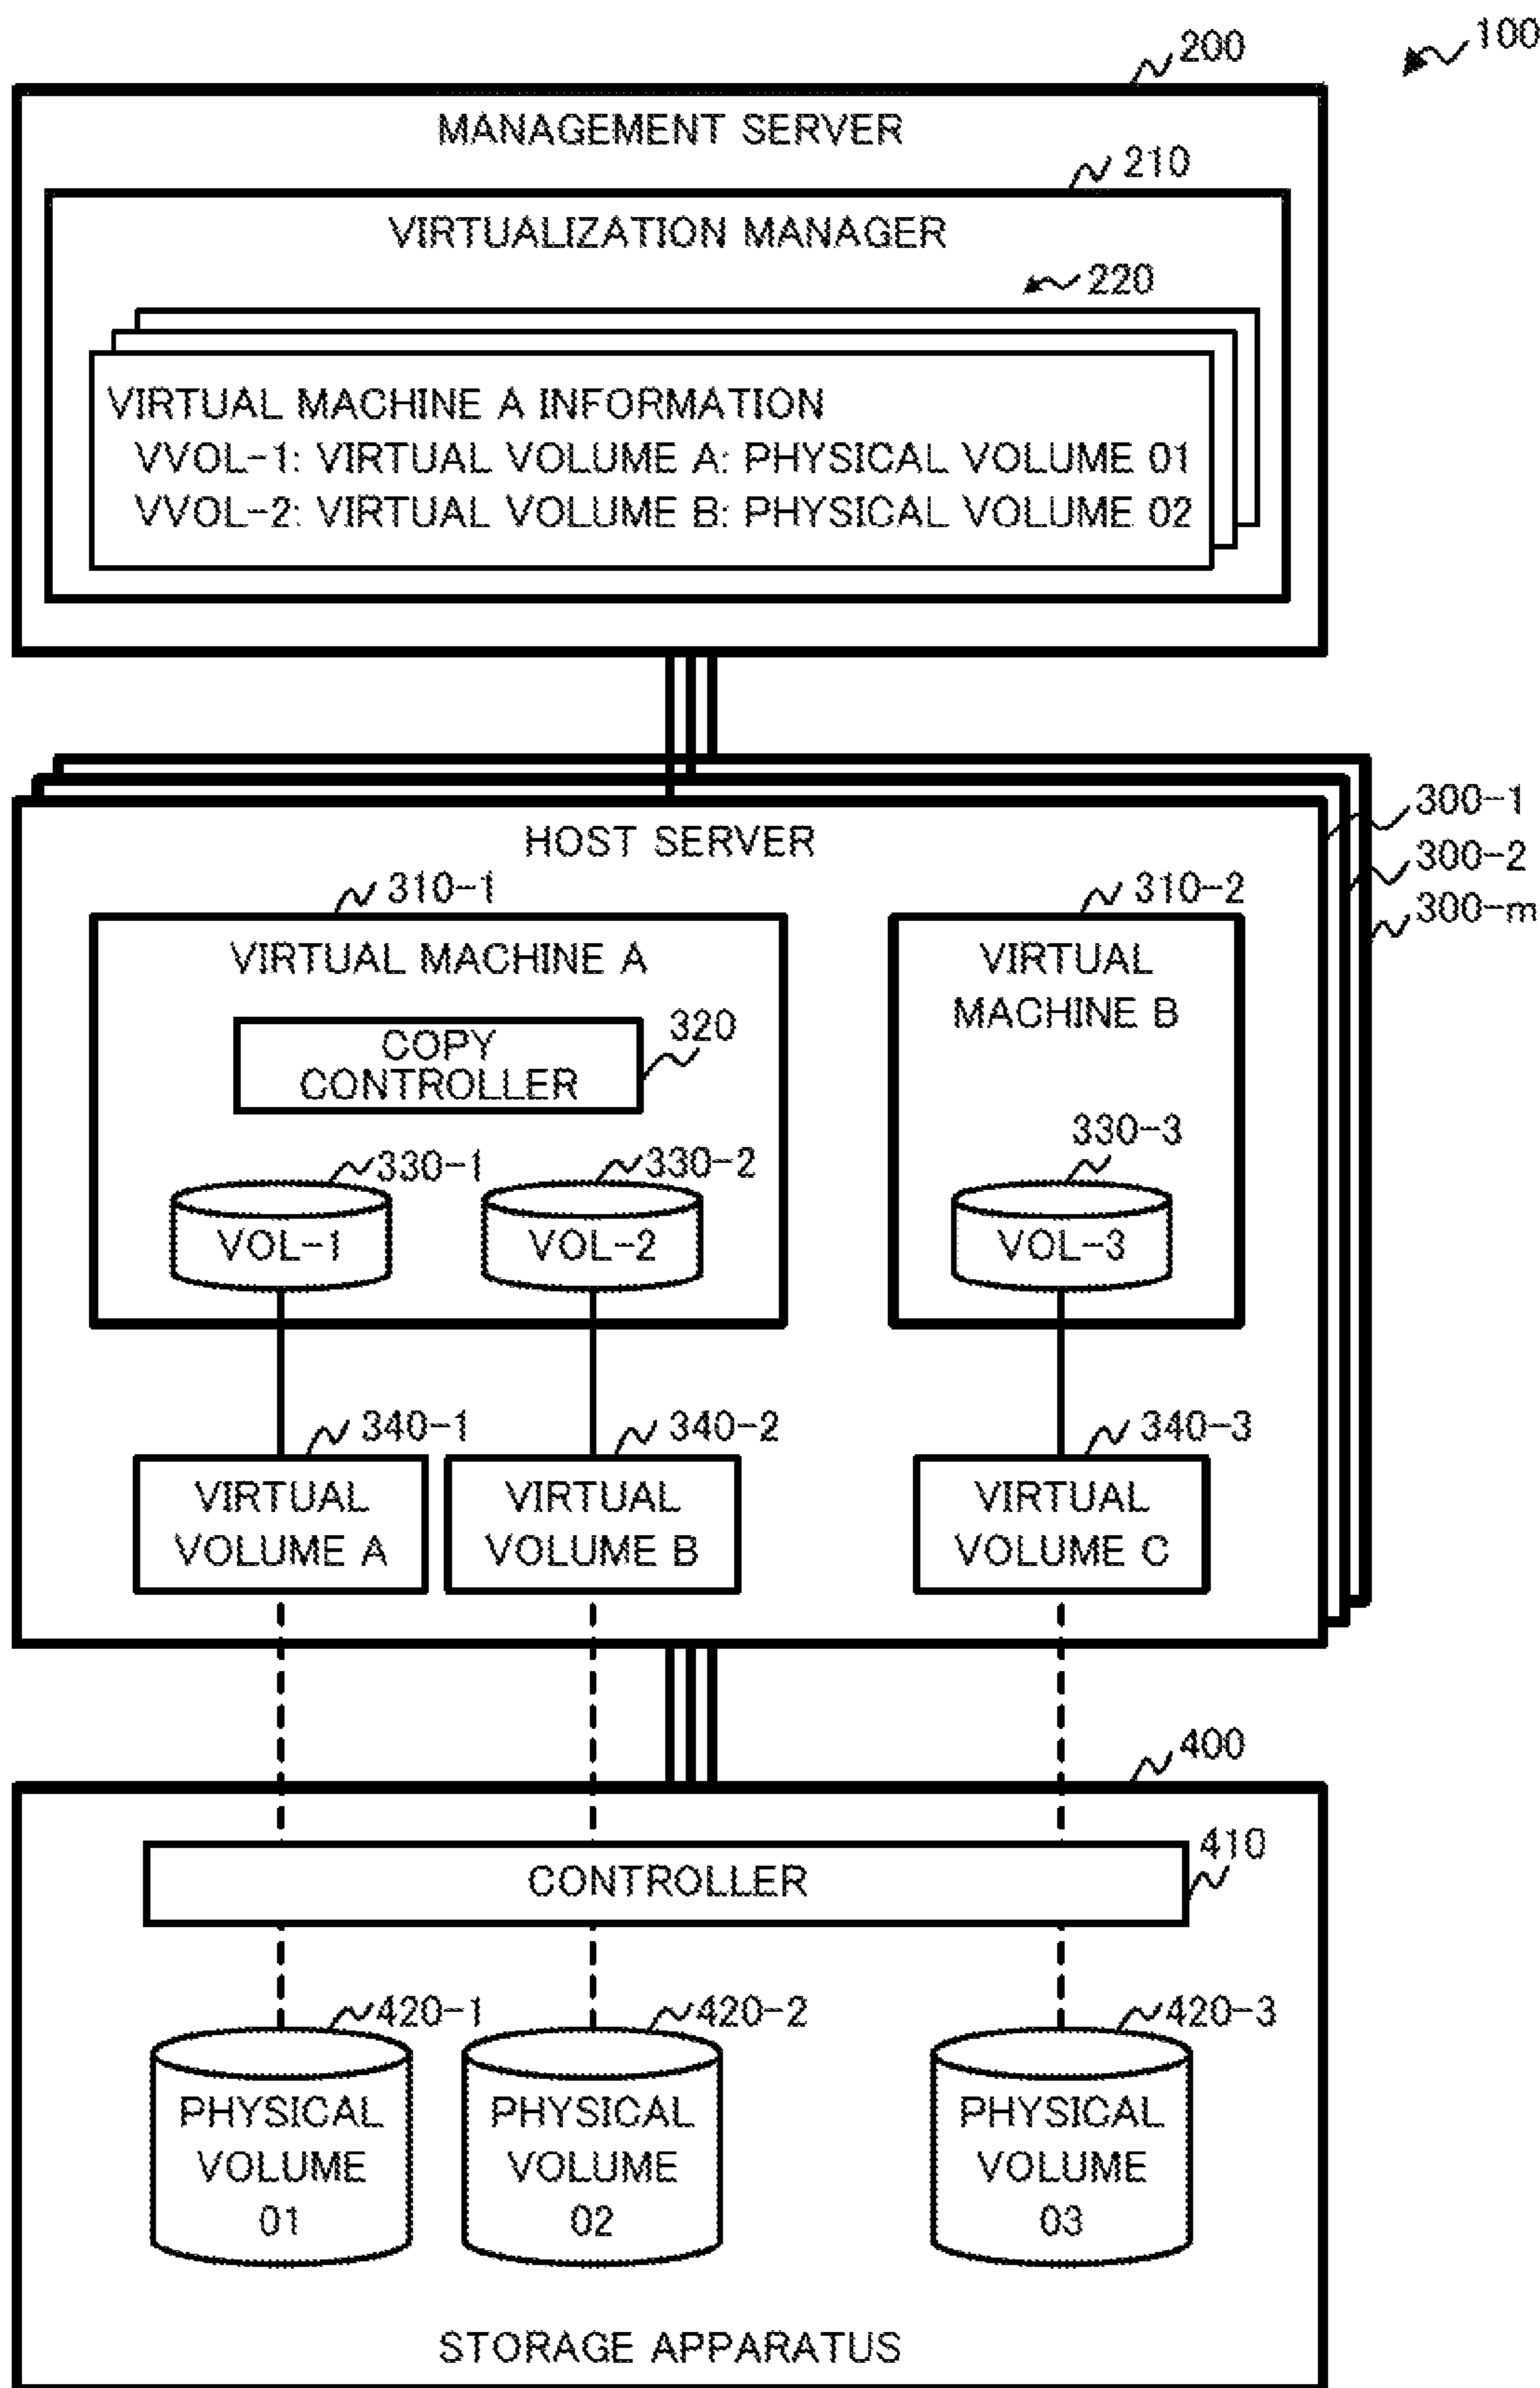 100
200
MANAGEMENT SERVER
210
VIRTUALIZATION MANAGER
220
VIRTUAL MACHINE A INFORMATION
VVOL-1: VIRTUAL VOLUME A: PHYSICAL VOLUME 01
VVOL-2: VIRTUAL VOLUME B: PHYSICAL VOLUME 02
300-1
HOST SERVER
300-2
310-1
310-2
300-m
VIRTUAL MACHINE A
VIRTUAL
MACHINE B
320
COPY
CONTROLLER
330-1
330-2
330-3
VOL-1
VOL-2
VOL-3
340-1
340-2
340-3
VIRTUAL
VOLUME A
VIRTUAL
VOLUME B
VIRTUAL
VOLUME C
400
410
CONTROLLER
420-1
420-2
420-3
PHYSICAL
VOLUME
01
PHYSICAL
VOLUME
02
PHYSICAL
VOLUME
03
STORAGE APPARATUS